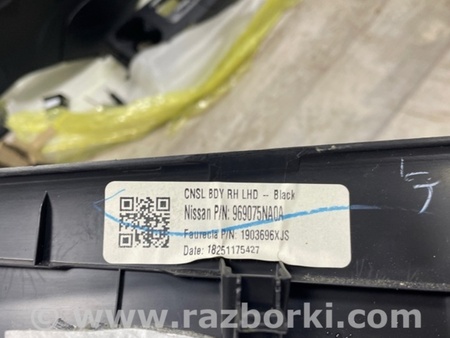 CNSL BDY RH LHD -- Black
Nissan P/N: 969075NA0A
Faurecia P/N: 1903696XJS
Date: 18251175427
www.razborki.com